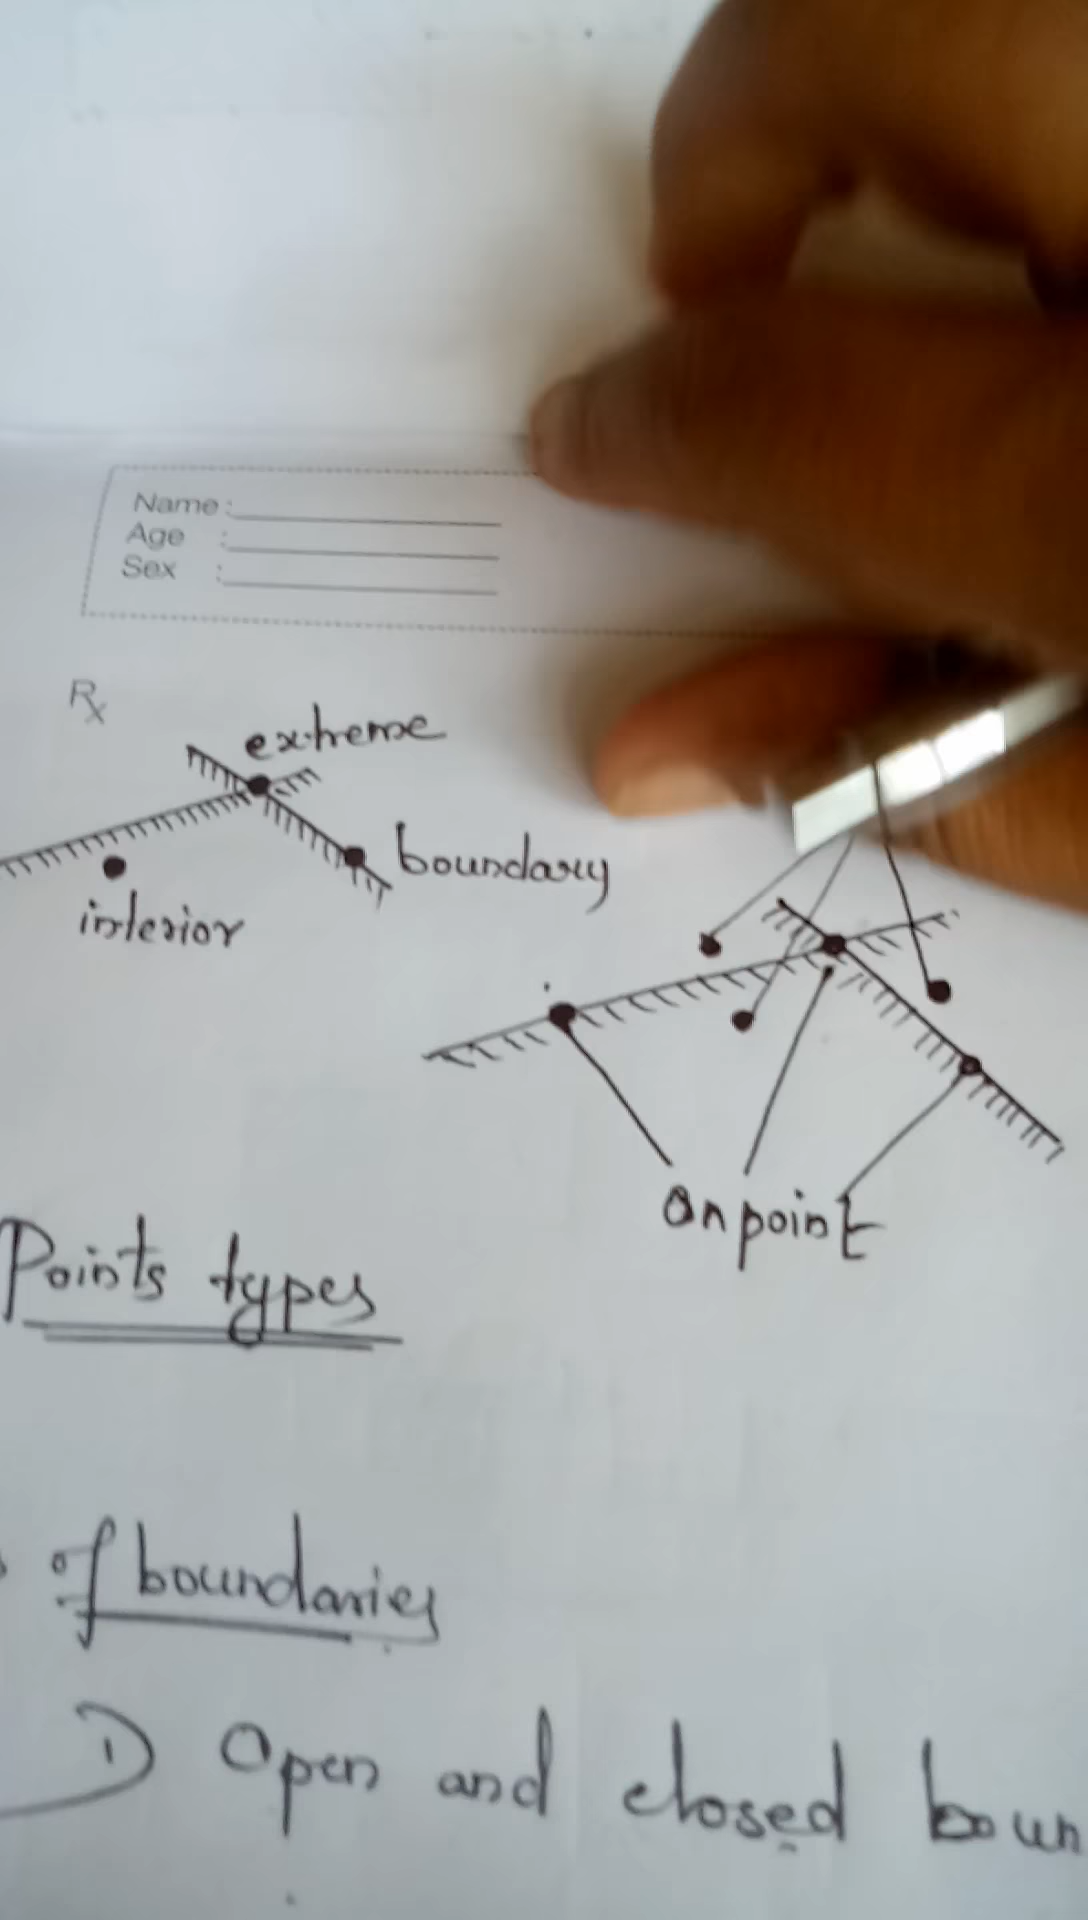 Name :
Age :
Sex :
Rx
extreme
boundary
interior
on point
Points types
of boundaries
1) Open and closed boun